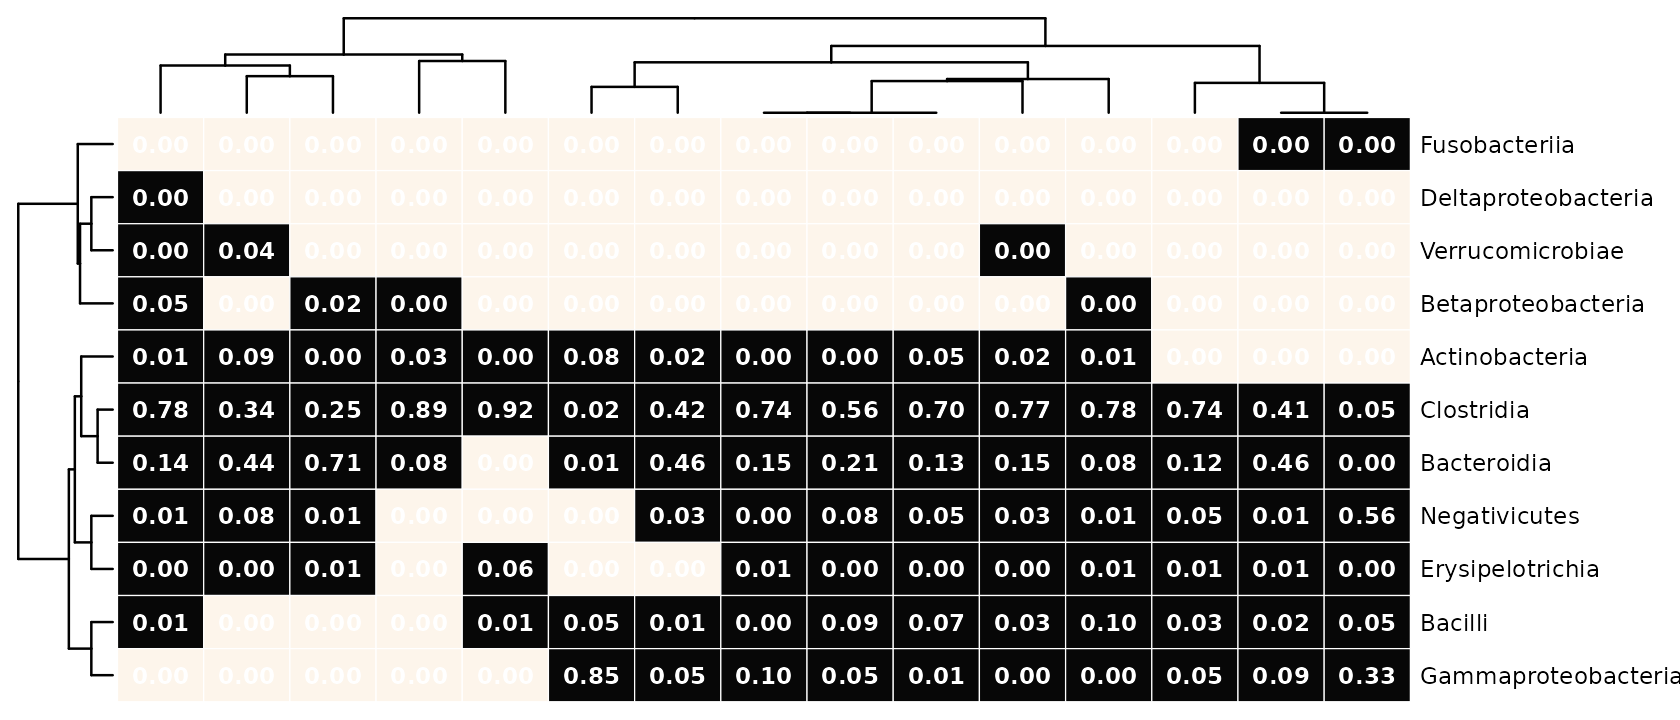 0.00 0.00 0.00 0.00 0.00 0.00 0.00 0.00 0.00 0.00 0.00 0.00 0.00 0.00 0.00 Fusobacteriia
0.00 0.00 0.00 0.00 0.00 0.00 0.00 0.00 0.00 0.00 0.00 0.00 0.00 0.00 0.00 Deltaproteobacteria
0.00 0.04 0.00 0.00 0.00 0.00 0.00 0.00 0.00 0.00 0.00 0.00 0.00 0.00 0.00 Verrucomicrobiae
0.05 0.00 0.02 0.00 0.00 0.00 0.00 0.00 0.00 0.00 0.00 0.00 0.00 0.00 0.00 Betaproteobacteria
0.01 0.09 0.00 0.03 0.00 0.08 0.02 0.00 0.00 0.05 0.02 0.01 0.00 0.00 0.00 Actinobacteria
0.78 0.34 0.25 0.89 0.92 0.02 0.42 0.74 0.56 0.70 0.77 0.78 0.74 0.41 0.05 Clostridia
0.14 0.44 0.71 0.08 0.00 0.01 0.46 0.15 0.21 0.13 0.15 0.08 0.12 0.46 0.00 Bacteroidia
0.01 0.08 0.01 0.00 0.00 0.00 0.03 0.00 0.08 0.05 0.03 0.01 0.05 0.01 0.56 Negativicutes
0.00 0.00 0.01 0.00 0.06 0.00 0.00 0.01 0.00 0.00 0.00 0.01 0.01 0.01 0.00 Erysipelotrichia
0.01 0.00 0.00 0.00 0.01 0.05 0.01 0.00 0.09 0.07 0.03 0.10 0.03 0.02 0.05 Bacilli
0.00 0.00 0.00 0.00 0.00 0.85 0.05 0.10 0.05 0.01 0.00 0.00 0.05 0.09 0.33 Gammaproteobacteria